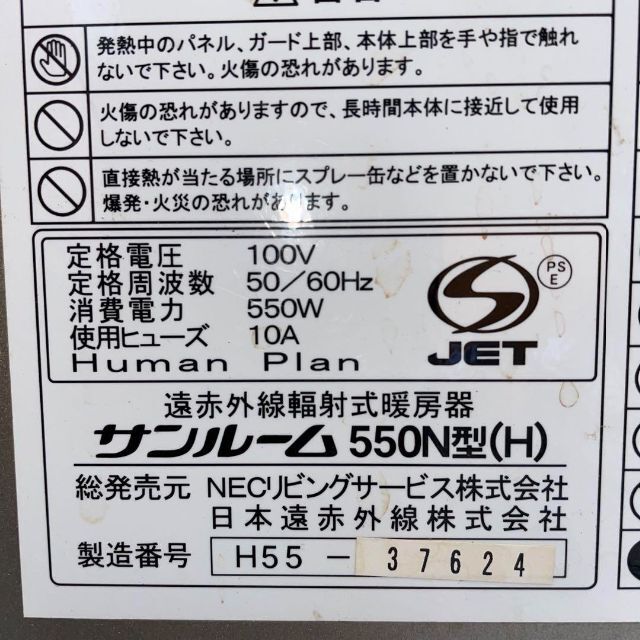 発熱中のパネル、ガード上部、本体上部を手や指で触れ
ないで下さい。火傷の恐れがあります。
火傷の恐れがありますので、長時間本体に接近して使用
しないで下さい。
直接熱が当たる場所にスプレー缶などを置かないで下さい。
爆発・火災の恐れがあります。
定格電圧 100V
定格周波数 50/60Hz
消費電力 550W
使用ヒューズ 10A
Human Plan
PS
E
JET
遠赤外線輻射式暖房器
サンルーム 550N型(H)
総発売元 NECリビングサービス株式会社
日本遠赤外線株式会社
製造番号 H55-37624